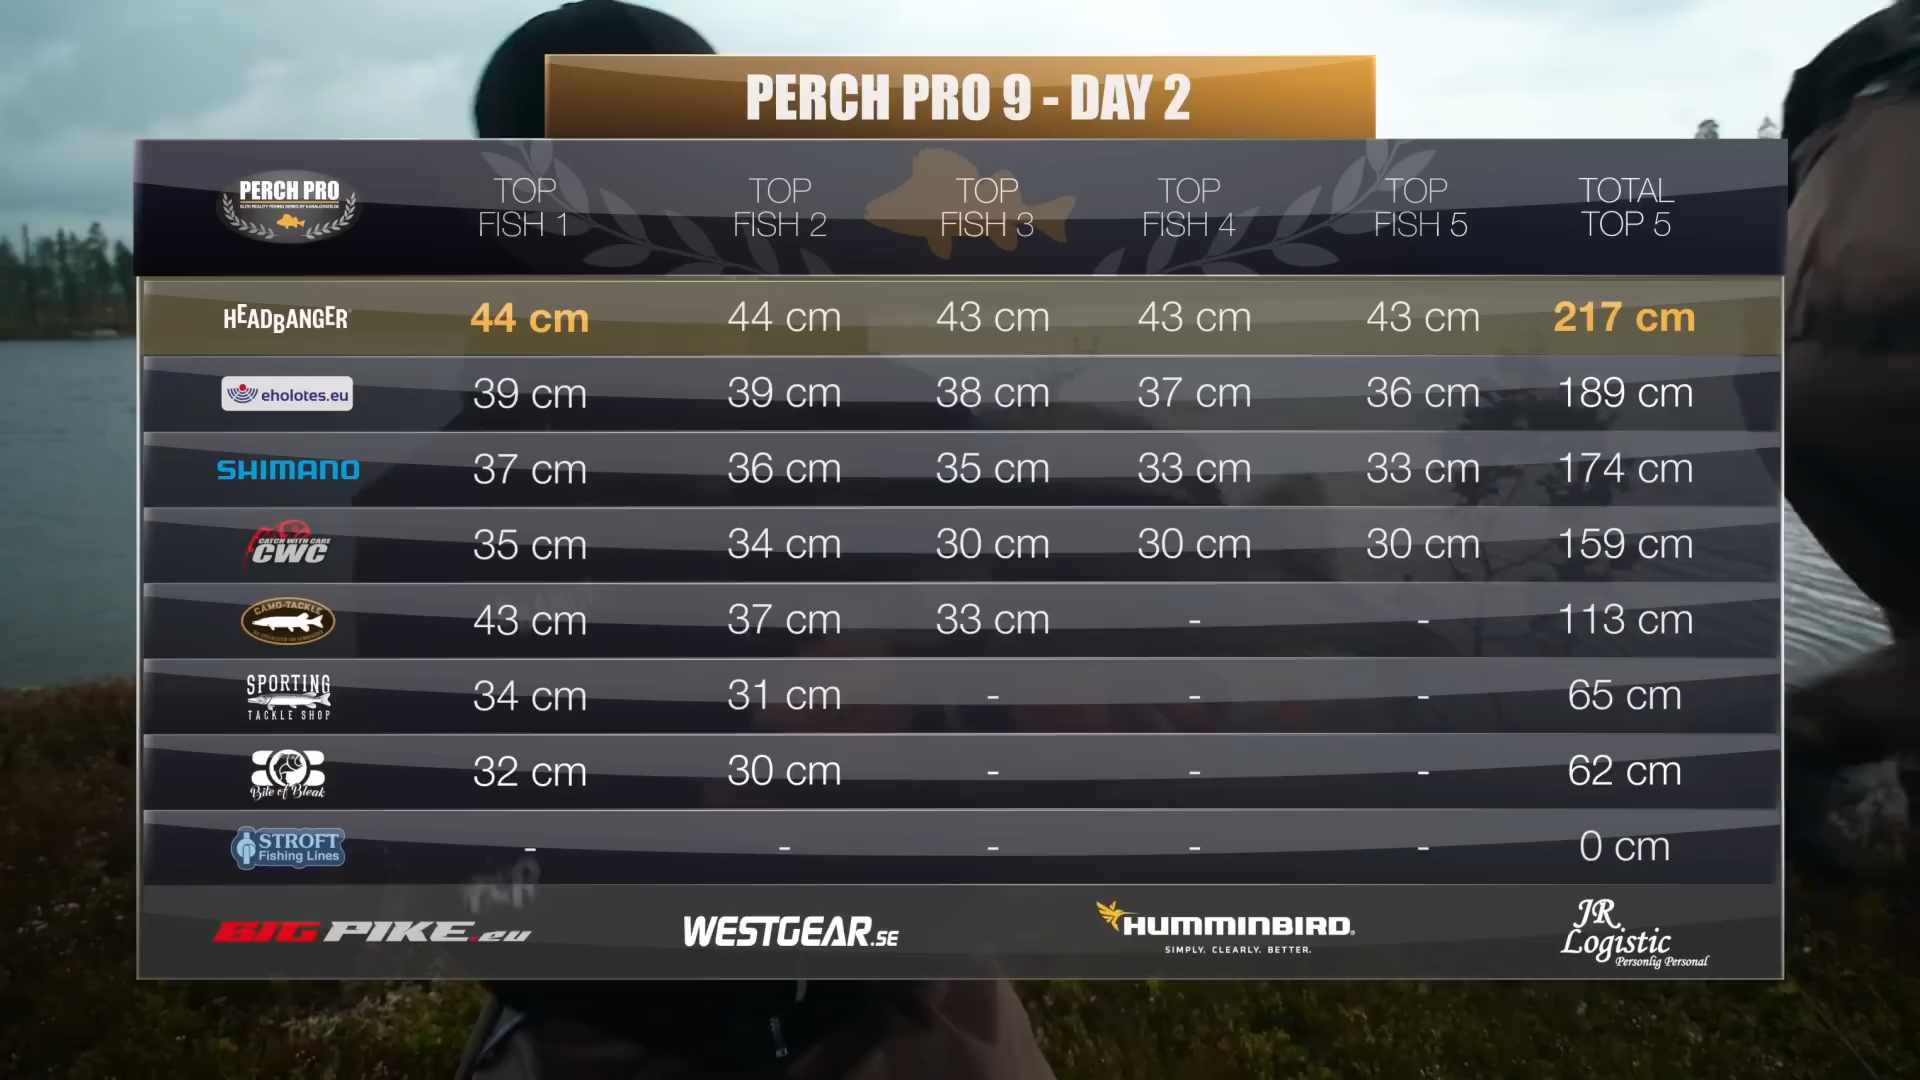 PERCH PRO 9 - DAY 2
PERCH PRO
TOP FISH 1
TOP FISH 2
TOP FISH 3
TOP FISH 4
TOP FISH 5
TOTAL TOP 5
HEADBANGER 44 cm 44 cm 43 cm 43 cm 43 cm 217 cm
eholotes.eu 39 cm 39 cm 38 cm 37 cm 36 cm 189 cm
SHIMANO 37 cm 36 cm 35 cm 33 cm 33 cm 174 cm
CATCH WITH CARE
CWC 35 cm 34 cm 30 cm 30 cm 30 cm 159 cm
CAMO-TACKLE 43 cm 37 cm 33 cm - - 113 cm
SPORTING
TACKLE SHOP 34 cm 31 cm - - - 65 cm
Bite of Bleak 32 cm 30 cm - - - 62 cm
STROFT
Fishing Lines - - - - - 0 cm
BIG PIKE.eu
WESTGEAR.SE
HUMMINBIRD
SIMPLY. CLEARLY. BETTER.
JR
Logistic
Personlig Personal